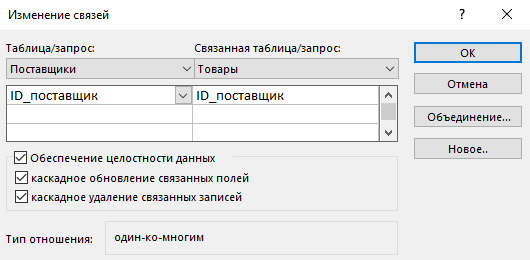 Изменение связей
?
Таблица/запрос: Связанная таблица/запрос:
Поставщики Товары
ID_поставщик ID_поставщик
Обеспечение целостности данных
каскадное обновление связанных полей
каскадное удаление связанных записей
Тип отношения: один-ко-многим
ОК
Отмена
Объединение...
Новое..